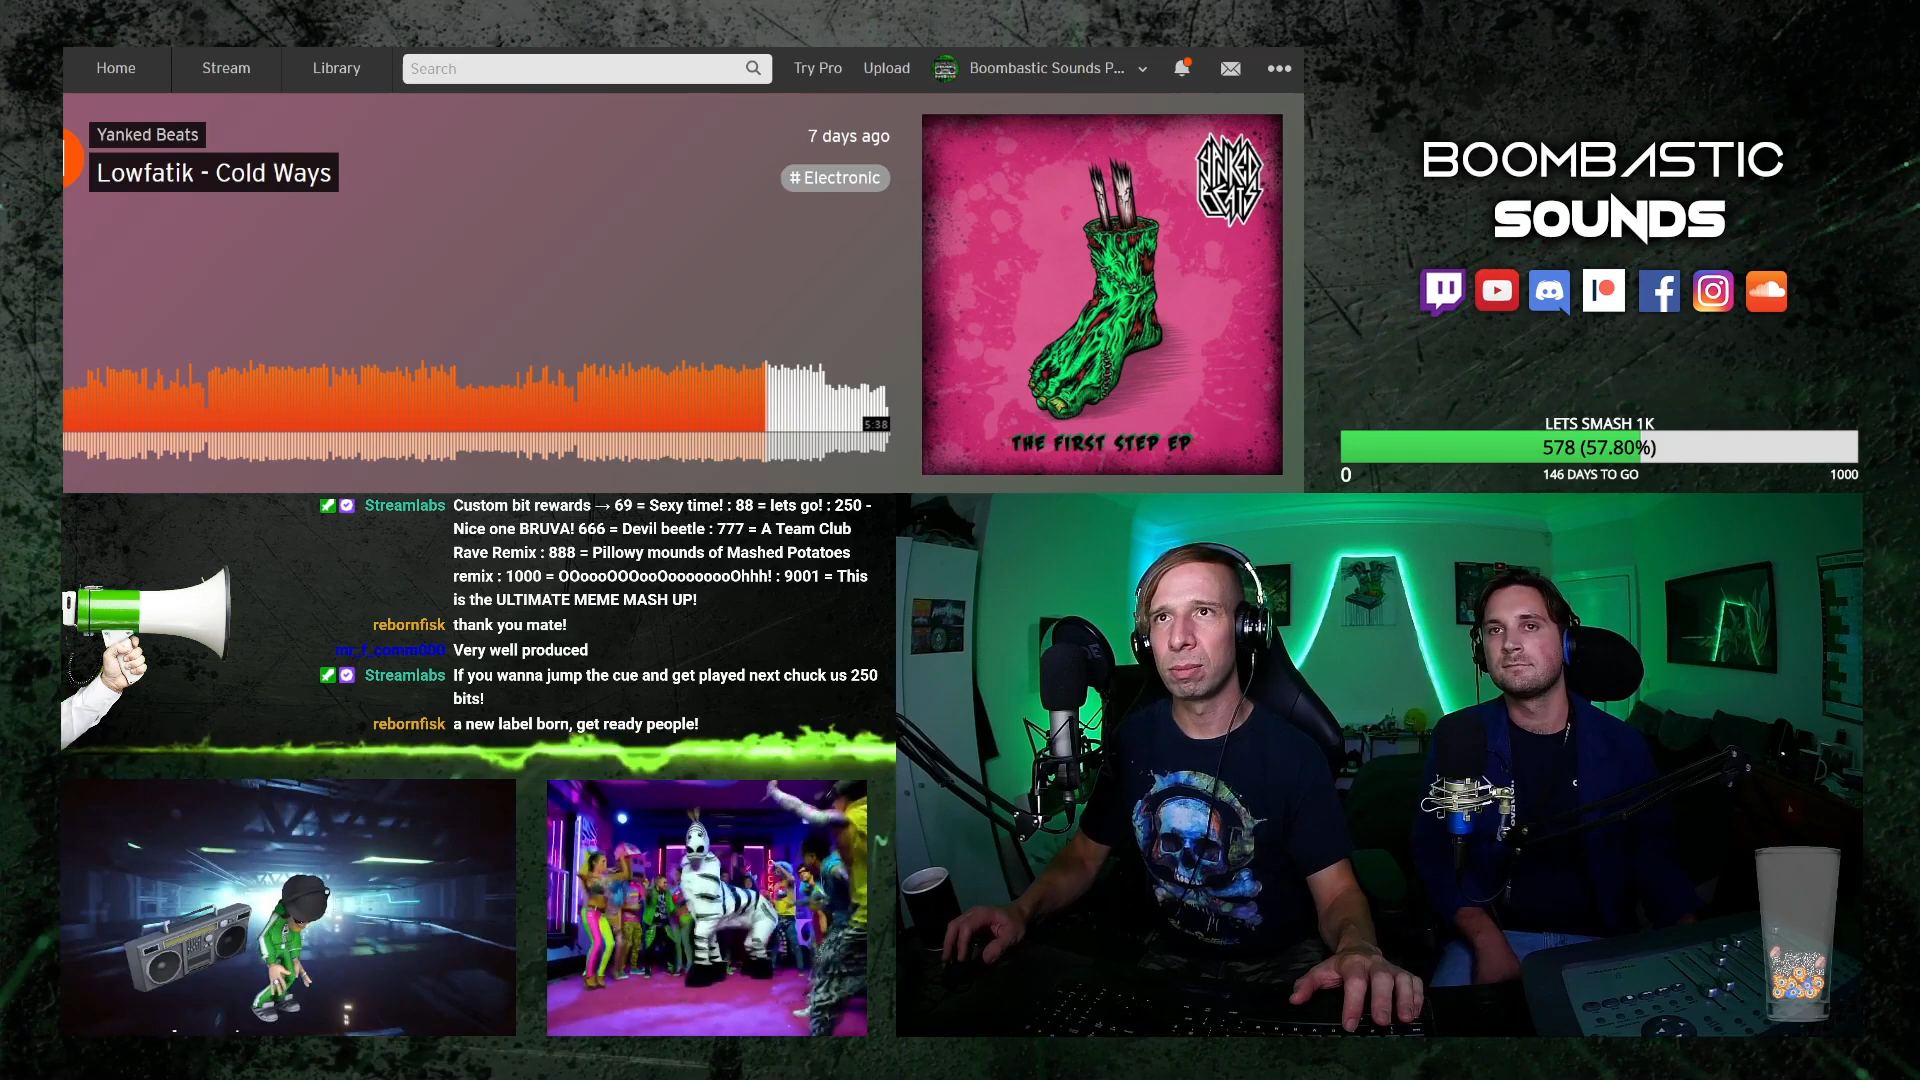 Home
Stream
Library
Search
Try Pro
Upload
Boombastic Sounds P...
Yanked Beats
Lowfatik - Cold Ways
7 days ago
# Electronic
5:38
YANKED
BEATS
THE FIRST STEP EP
BOOMBASTIC
SOUNDS
LETS SMASH 1K
578 (57.80%)
0
146 DAYS TO GO
1000
Streamlabs Custom bit rewards → 69 = Sexy time! : 88 = lets go! : 250 -
Nice one BRUVA! 666 = Devil beetle : 777 = A Team Club
Rave Remix : 888 = Pillowy mounds of Mashed Potatoes
remix : 1000 = OOoooOOOooOoooooooOhhh! : 9001 = This
is the ULTIMATE MEME MASH UP!
rebornfisk thank you mate!
mr_f_comm000 Very well produced
Streamlabs If you wanna jump the cue and get played next chuck us 250
bits!
rebornfisk a new label born, get ready people!